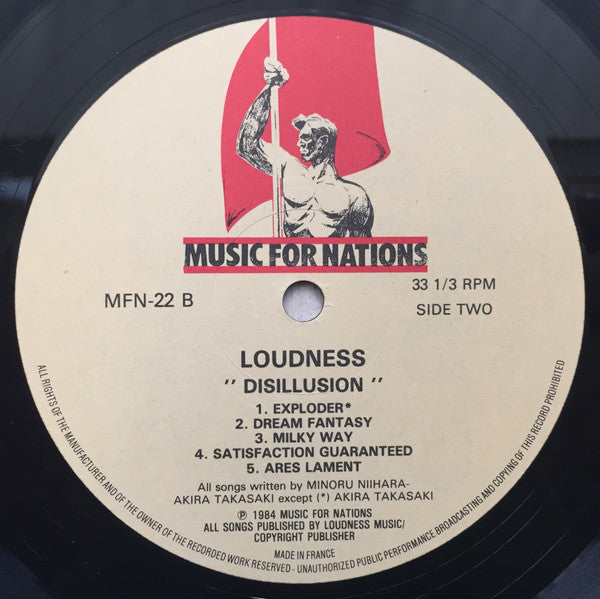 MUSIC FOR NATIONS
MFN-22 B
33 1/3 RPM
SIDE TWO
LOUDNESS
" DISILLUSION "
1. EXPLODER*
2. DREAM FANTASY
3. MILKY WAY
4. SATISFACTION GUARANTEED
5. ARES LAMENT
All songs written by MINORU NIIHARA-
AKIRA TAKASAKI except (*) AKIRA TAKASAKI
℗ 1984 MUSIC FOR NATIONS
ALL SONGS PUBLISHED BY LOUDNESS MUSIC/
COPYRIGHT PUBLISHER
MADE IN FRANCE
ALL RIGHTS OF THE MANUFACTURER AND OF THE OWNER OF THE RECORDED WORK RESERVED - UNAUTHORIZED PUBLIC PERFORMANCE BROADCASTING AND COPYING OF THIS RECORD PROHIBITED